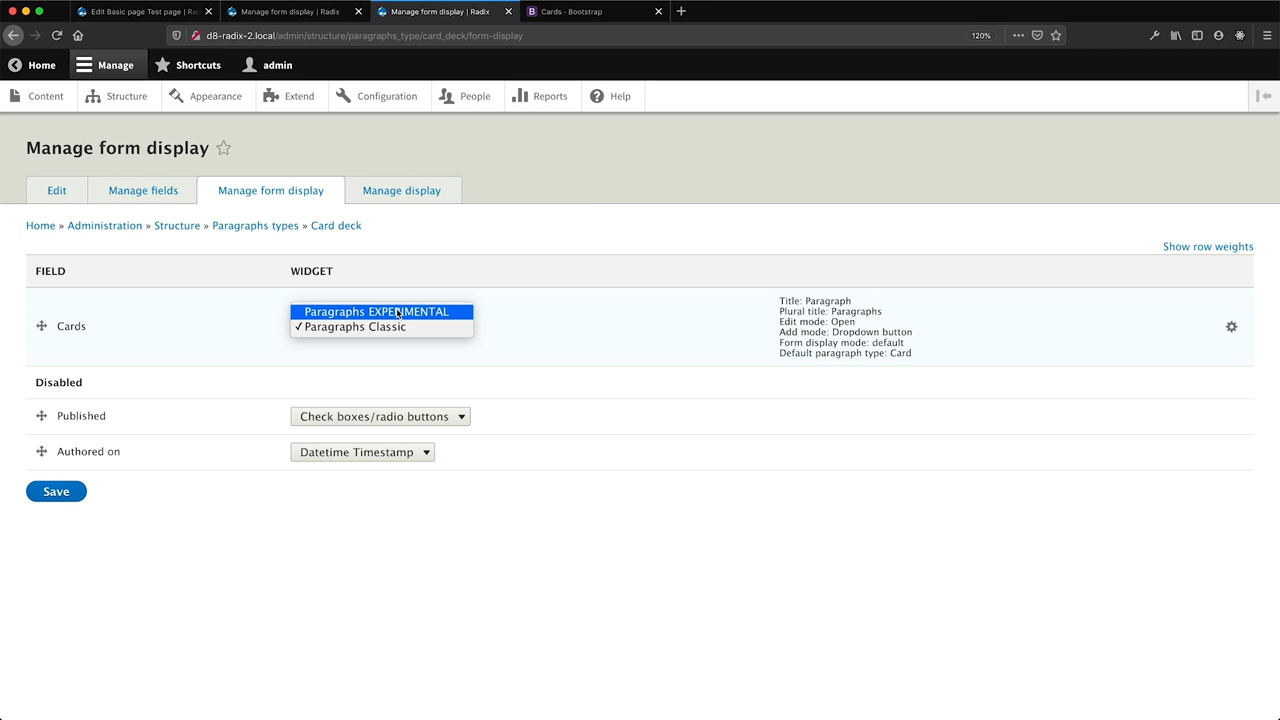 Edit Basic page Test page | Ra
Manage form display | Radix
Manage form display | Radix
Cards - Bootstrap
d8-radix-2.local/admin/structure/paragraphs_type/card_deck/form-display
120%
Home
Manage
Shortcuts
admin
Content
Structure
Appearance
Extend
Configuration
People
Reports
Help
Manage form display
Edit
Manage fields
Manage form display
Manage display
Home » Administration » Structure » Paragraphs types » Card deck
Show row weights
FIELD
WIDGET
Cards
Paragraphs EXPERIMENTAL
✓ Paragraphs Classic
Title: Paragraph
Plural title: Paragraphs
Edit mode: Open
Add mode: Dropdown button
Form display mode: default
Default paragraph type: Card
Disabled
Published
Check boxes/radio buttons
Authored on
Datetime Timestamp
Save